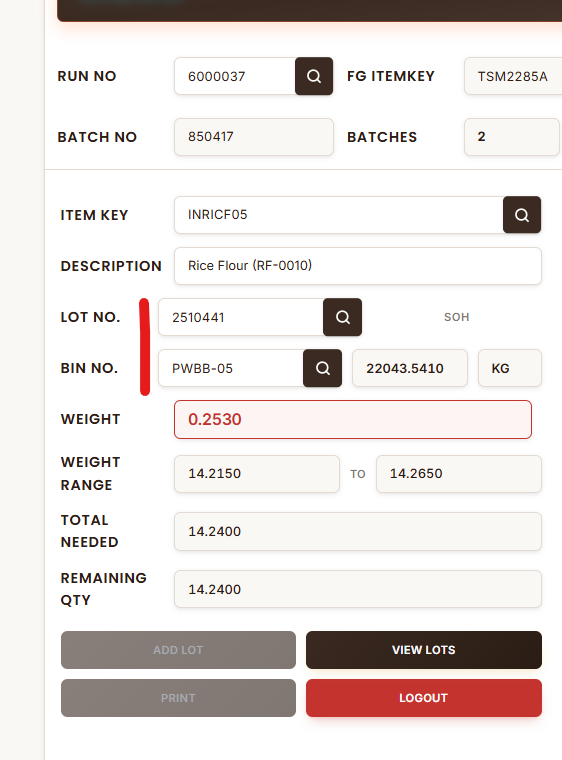 RUN NO 6000037 FG ITEMKEY TSM2285A
BATCH NO 850417 BATCHES 2
ITEM KEY INRICF05
DESCRIPTION Rice Flour (RF-0010)
LOT NO. 2510441 SOH
BIN NO. PWBB-05 22043.5410 KG
WEIGHT 0.2530
WEIGHT
RANGE 14.2150 TO 14.2650
TOTAL
NEEDED 14.2400
REMAINING
QTY 14.2400
ADD LOT VIEW LOTS
PRINT LOGOUT